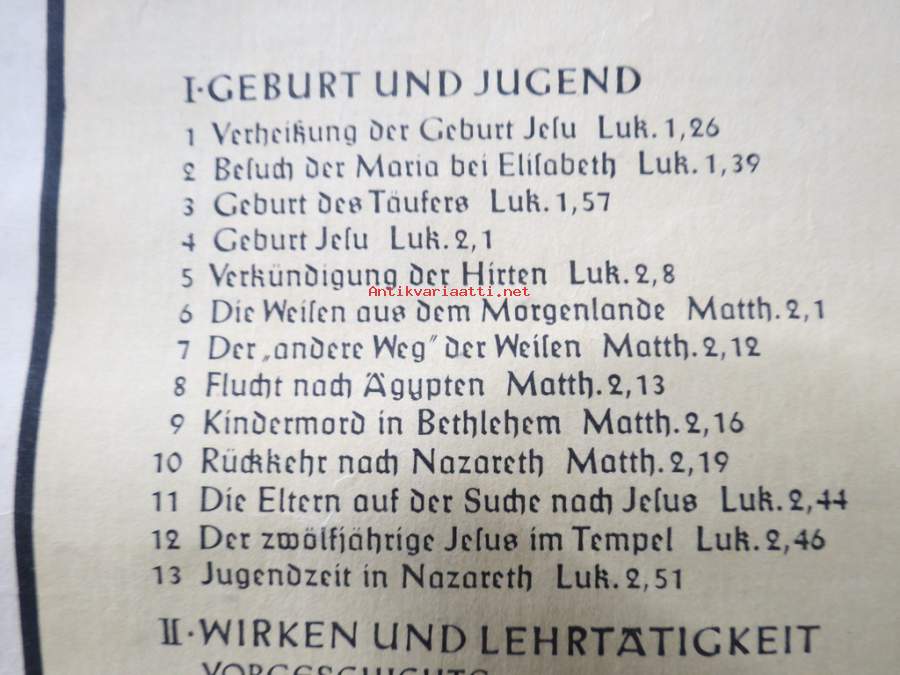 I·GEBURT UND JUGEND
1 Verheißung der Geburt Jesu Luk. 1,26
2 Besuch der Maria bei Elisabeth Luk. 1,39
3 Geburt des Täufers Luk. 1,57
4 Geburt Jesu Luk. 2,1
5 Verkündigung der Hirten Luk. 2,8
Antikvariaatti.net
6 Die Weisen aus dem Morgenlande Matth. 2,1
7 Der „andere Weg" der Weisen Matth. 2,12
8 Flucht nach Ägypten Matth. 2,13
9 Kindermord in Bethlehem Matth. 2,16
10 Rückkehr nach Nazareth Matth. 2,19
11 Die Eltern auf der Suche nach Jesus Luk. 2,44
12 Der zwölfjährige Jesus im Tempel Luk. 2,46
13 Jugendzeit in Nazareth Luk. 2,51
II·WIRKEN UND LEHRTÄTIGKEIT
VORGESCHICHTE